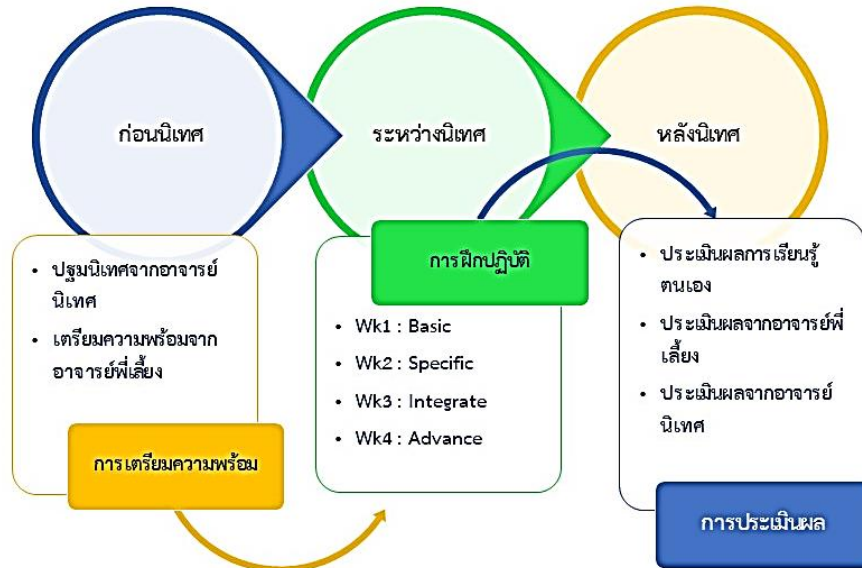 ก่อนนิเทศ
ระหว่างนิเทศ
หลังนิเทศ
• ปฐมนิเทศจากอาจารย์
นิเทศ
• เตรียมความพร้อมจาก
อาจารย์พี่เลี้ยง
การเตรียมความพร้อม
การฝึกปฏิบัติ
• Wk1 : Basic
• Wk2 : Specific
• Wk3 : Integrate
• Wk4 : Advance
• ประเมินผลการเรียนรู้
ตนเอง
• ประเมินผลจากอาจารย์พี่
เลี้ยง
• ประเมินผลจากอาจารย์
นิเทศ
การประเมินผล